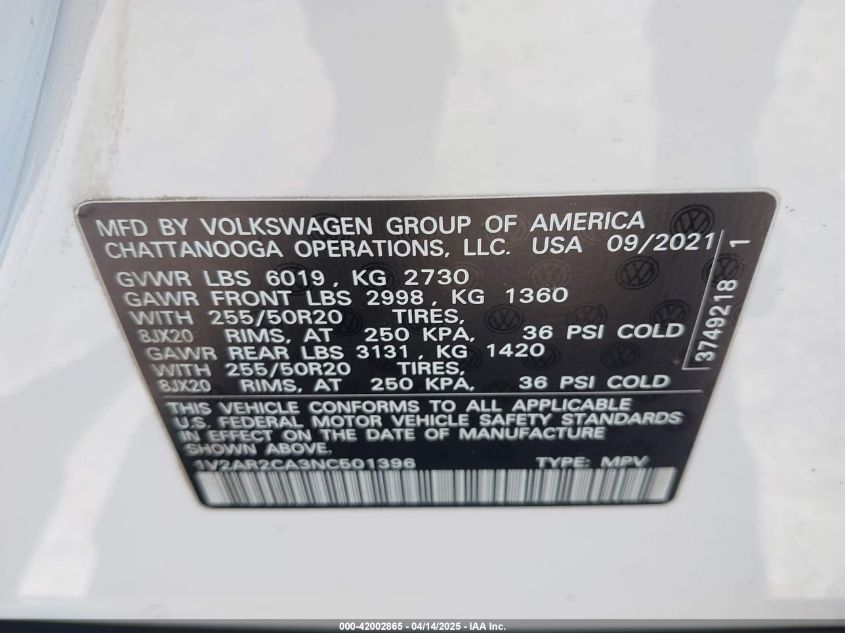 MFD BY VOLKSWAGEN GROUP OF AMERICA
CHATTANOOGA OPERATIONS, LLC. USA 09/2021
GVWR LBS 6019, KG 2730
GAWR FRONT LBS 2998, KG 1360
WITH 255/50R20 TIRES,
8JX20 RIMS, AT 250 KPA, 36 PSI COLD
GAWR REAR LBS 3131, KG 1420
WITH 255/50R20 TIRES,
8JX20 RIMS, AT 250 KPA, 36 PSI COLD
3749218 1
THIS VEHICLE CONFORMS TO ALL APPLICABLE
U.S. FEDERAL MOTOR VEHICLE SAFETY STANDARDS
IN EFFECT ON THE DATE OF MANUFACTURE
SHOWN ABOVE.
1V2AR2CA3NC501396 TYPE: MPV
000-42002865 - 04/14/2025 - IAA Inc.